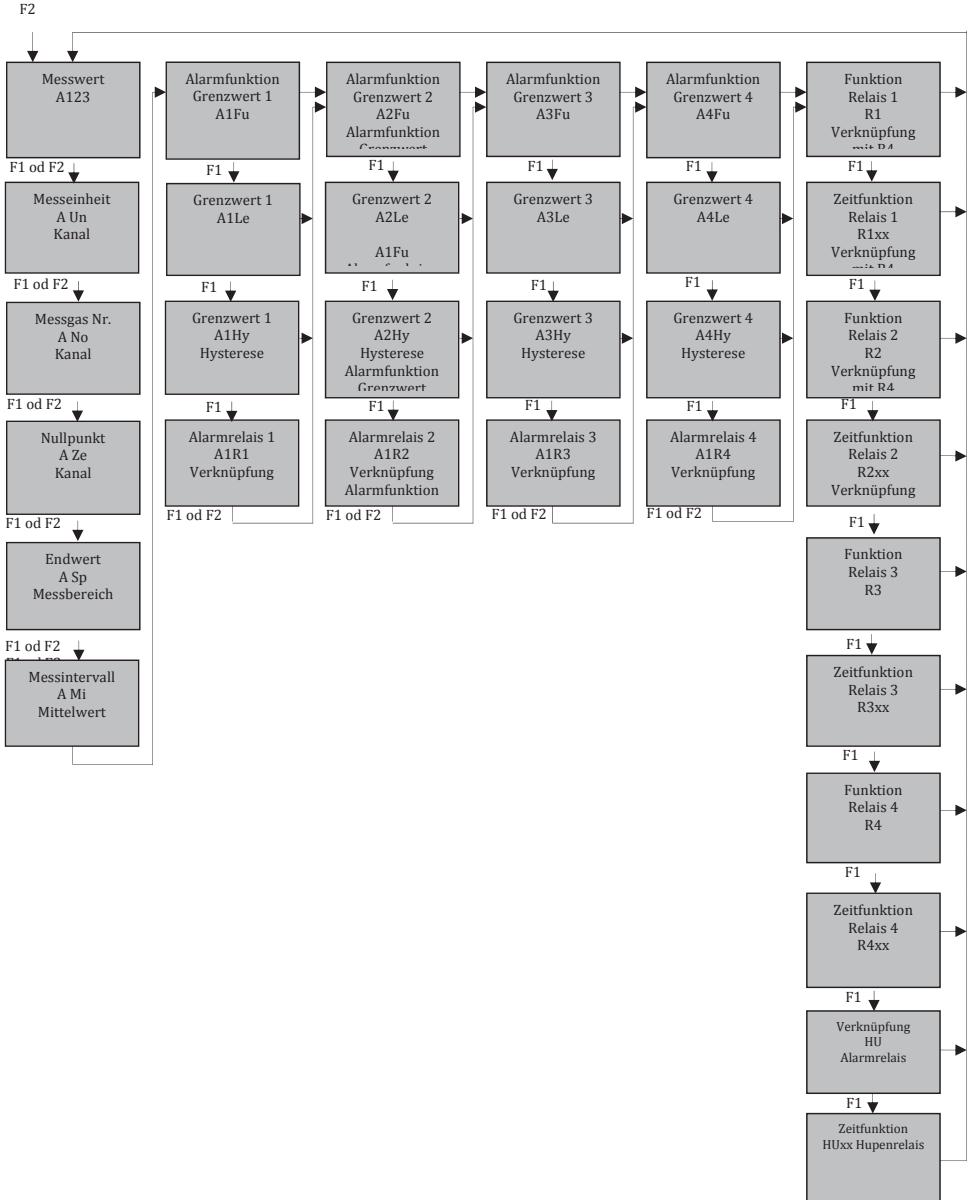 F2
Messwert
A123
F1 od F2
Messeinheit
A Un
Kanal
F1 od F2
Messgas Nr.
A No
Kanal
F1 od F2
Nullpunkt
A Ze
Kanal
F1 od F2
Endwert
A Sp
Messbereich
F1 od F2
Messintervall
A Mi
Mittelwert
Alarmfunktion
Grenzwert 1
A1Fu
F1
Grenzwert 1
A1Le
F1
Grenzwert 1
A1Hy
Hysterese
F1
Alarmrelais 1
A1R1
Verknüpfung
F1 od F2
Alarmfunktion
Grenzwert 2
A2Fu
Alarmfunktion
Grenzwert
F1
Grenzwert 2
A2Le
A1Fu
F1
Grenzwert 2
A2Hy
Hysterese
Alarmfunktion
Grenzwert
F1
Alarmrelais 2
A1R2
Verknüpfung
Alarmfunktion
F1 od F2
Alarmfunktion
Grenzwert 3
A3Fu
F1
Grenzwert 3
A3Le
F1
Grenzwert 3
A3Hy
Hysterese
F1
Alarmrelais 3
A1R3
Verknüpfung
F1 od F2
Alarmfunktion
Grenzwert 4
A4Fu
F1
Grenzwert 4
A4Le
F1
Grenzwert 4
A4Hy
Hysterese
F1
Alarmrelais 4
A1R4
Verknüpfung
F1 od F2
Funktion
Relais 1
R1
Verknüpfung
mit R4
F1
Zeitfunktion
Relais 1
R1xx
Verknüpfung
mit R4
F1
Funktion
Relais 2
R2
Verknüpfung
mit R4
F1
Zeitfunktion
Relais 2
R2xx
Verknüpfung
F1
Funktion
Relais 3
R3
F1
Zeitfunktion
Relais 3
R3xx
F1
Funktion
Relais 4
R4
F1
Zeitfunktion
Relais 4
R4xx
F1
Verknüpfung
HU
Alarmrelais
F1
Zeitfunktion
HUxx Hupenrelais